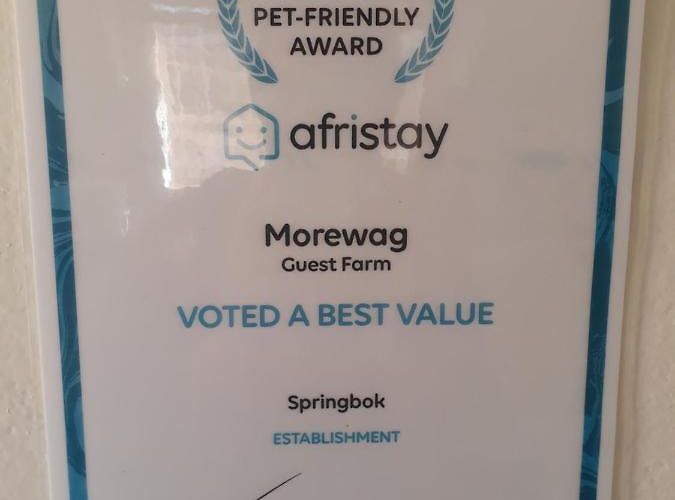 PET-FRIENDLY
AWARD
afristay
Morewag
Guest Farm
VOTED A BEST VALUE
Springbok
ESTABLISHMENT